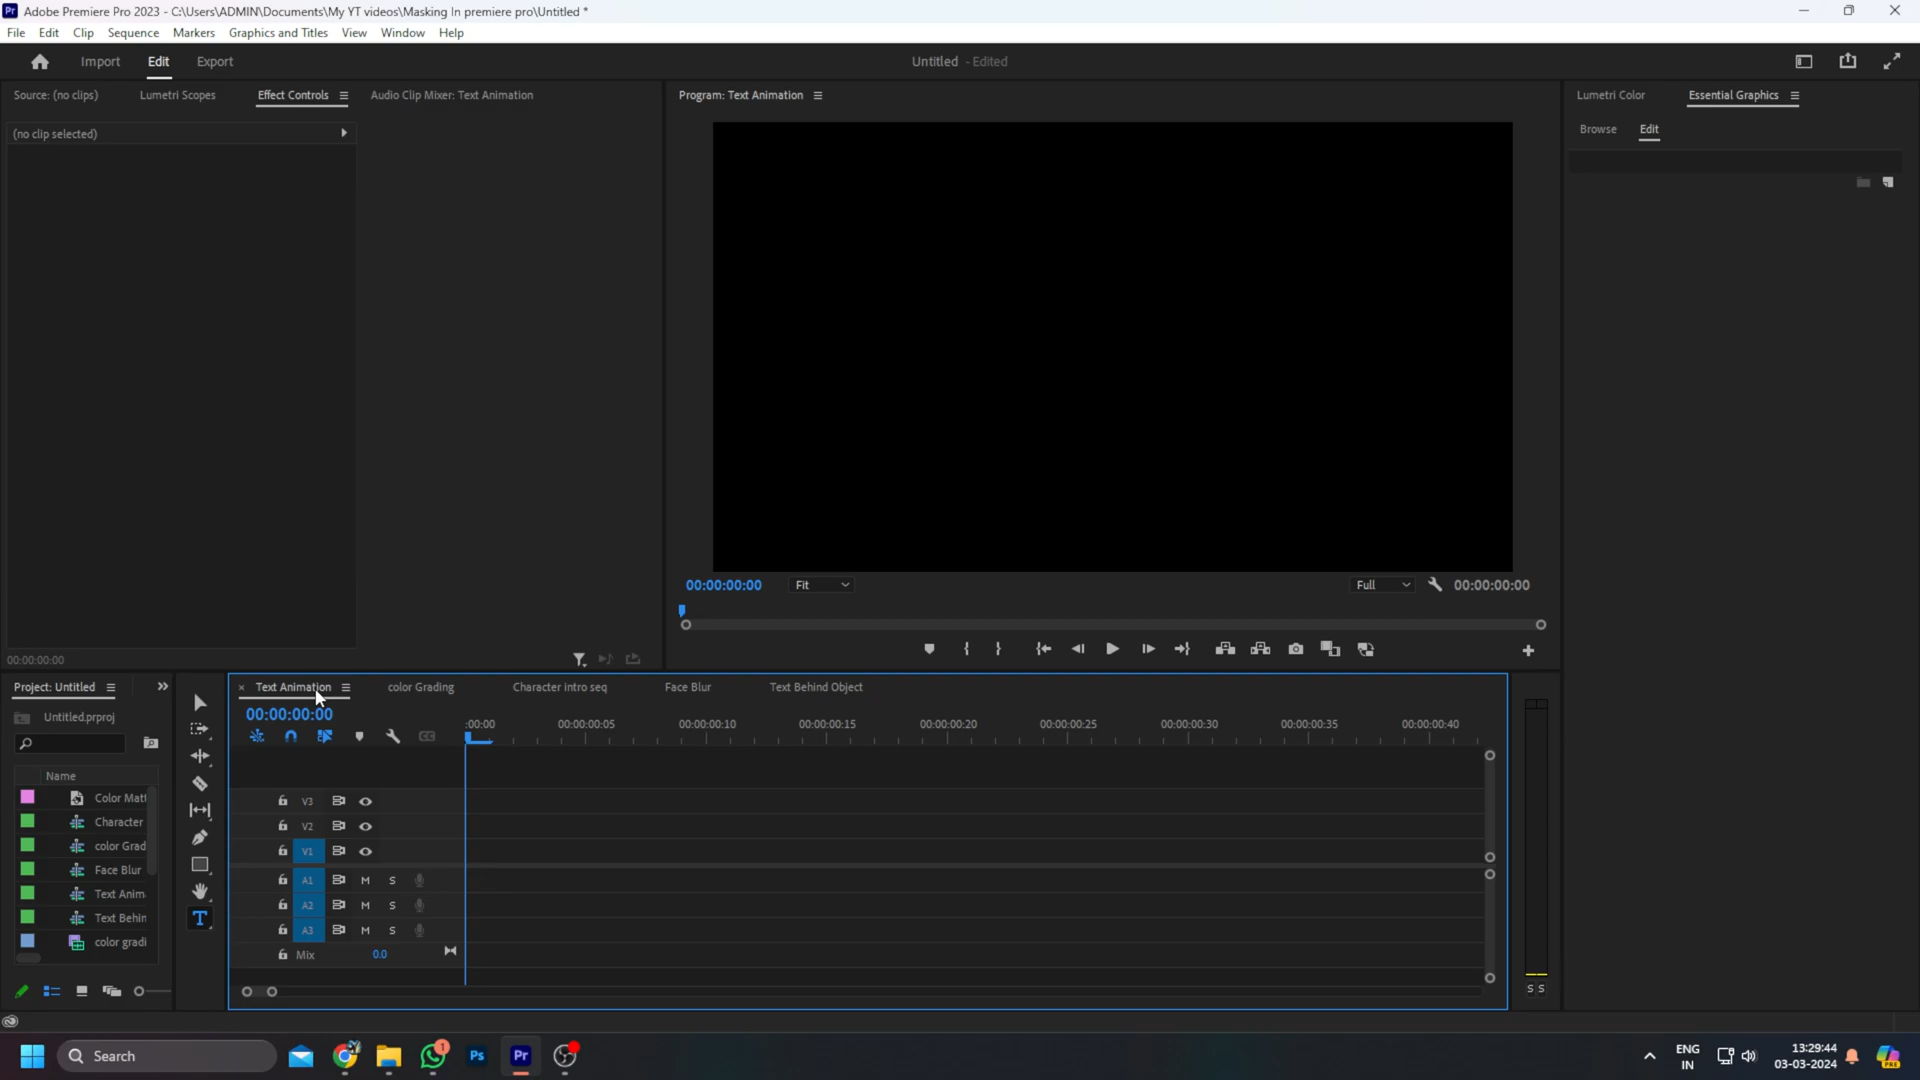 Pr Adobe Premiere Pro 2023 - C:\Users\ADMIN\Documents\My YT videos\Masking In premiere pro\Untitled *
File Edit Clip Sequence Markers Graphics and Titles View Window Help
Import Edit Export Untitled - Edited
Source: (no clips) Lumetri Scopes Effect Controls Audio Clip Mixer: Text Animation Program: Text Animation Lumetri Color Essential Graphics
Browse Edit
(no clip selected)
00:00:00:00 Fit Full 00:00:00:00
00:00:00:00
Project: Untitled Text Animation color Grading Character intro seq Face Blur Text Behind Object
Untitled.prproj 00:00:00:00
:00:00 00:00:00:05 00:00:00:10 00:00:00:15 00:00:00:20 00:00:00:25 00:00:00:30 00:00:00:35 00:00:00:40
Name
Color Matt
Character
color Grad
Face Blur
Text Anim
Text Behin
color gradi
V3
V2
V1
A1 M S
A2 M S
A3 M S
Mix 0.0
S S
Search 1 Ps Pr ENG IN 13:29:44 03-03-2024 PRE